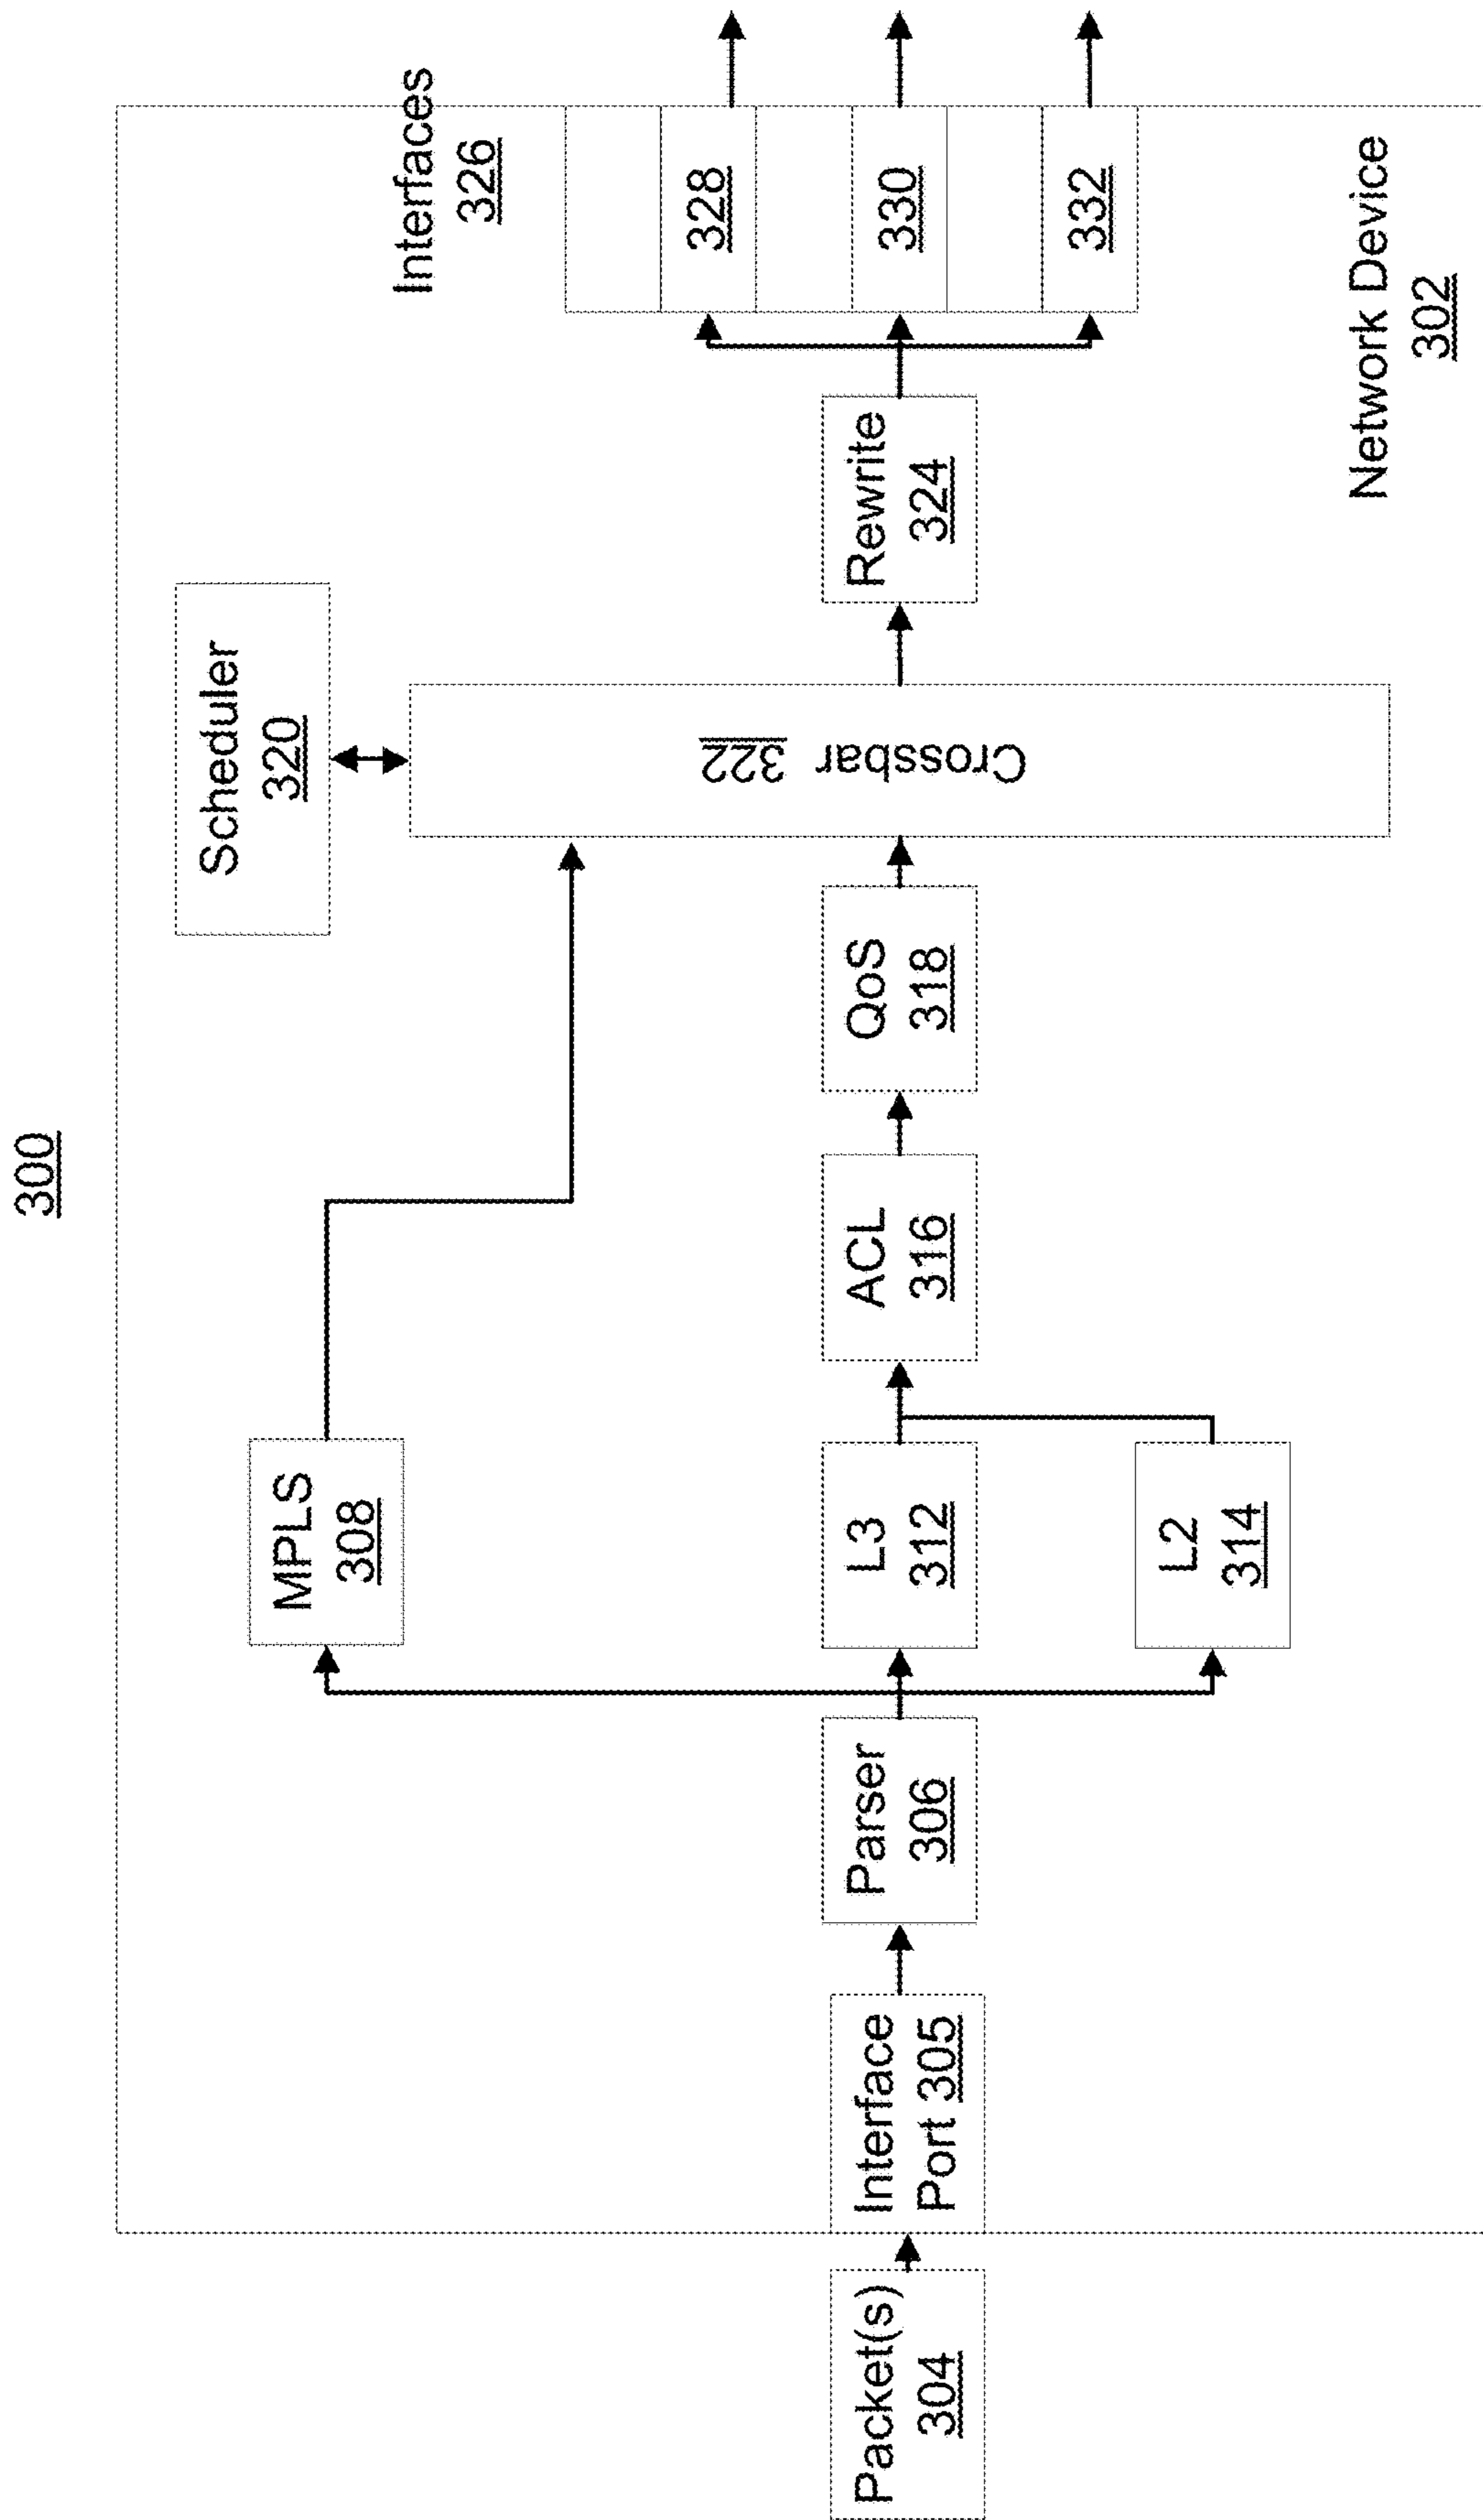 300
Scheduler
320
Interfaces
326
MPLS
308
Packet(s)
304
Interface
Port 305
Parser
306
L3
312
L2
314
ACL
316
QoS
318
Crossbar 322
Rewrite
324
328
330
332
Network Device
302